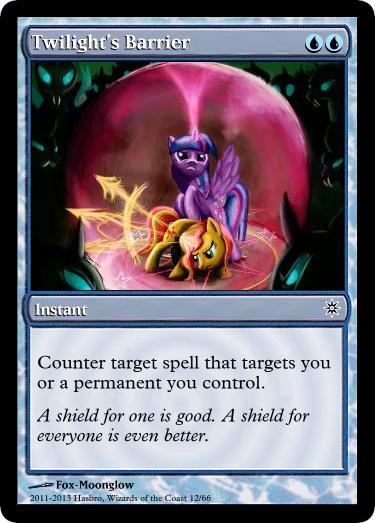 Twilight's Barrier
Instant
Counter target spell that targets you
or a permanent you control.
A shield for one is good. A shield for
everyone is even better.
Fox-Moonglow
2011-2013 Hasbro, Wizards of the Coast 12/66